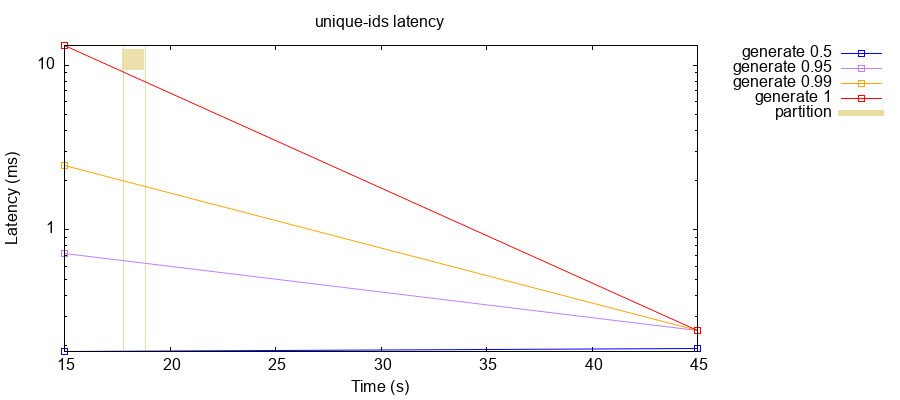 unique-ids latency
10
1
Latency (ms)
15 20 25 30 35 40 45
Time (s)
generate 0.5
generate 0.95
generate 0.99
generate 1
partition